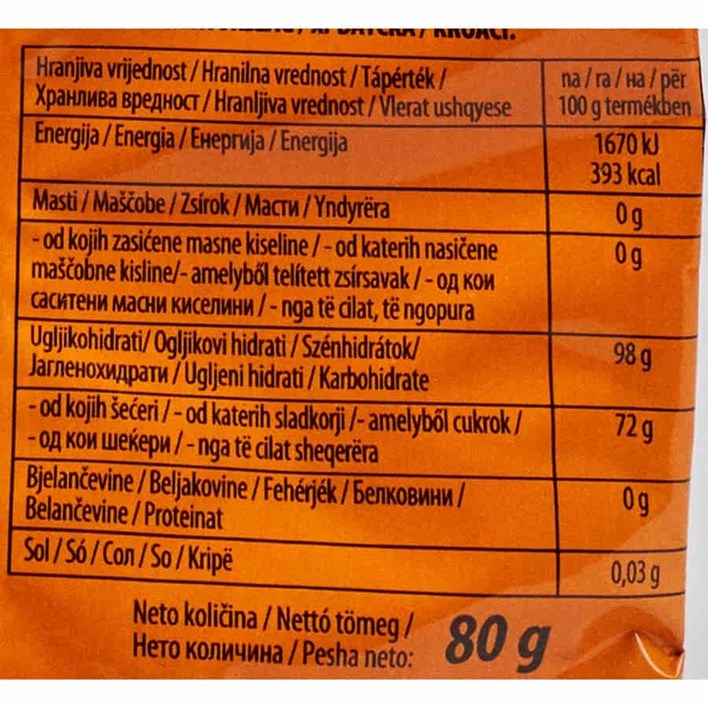 KROACI.
Hranjiva vrijednost / Hranilna vrednost / Tápérték /
Хранлива вредност / Hranljiva vrednost / Vlerat ushqyese
na / ra / на / për
100 g termékben
Energija / Energia / Енергија / Energija
1670 kJ
393 kcal
Masti / Maščobe / Zsírok / Масти / Yndyrëra
0 g
- od kojih zasićene masne kiseline / - od katerih nasičene
maščobne kisline/- amelyből telített zsírsavak / - од кои
саситени масни киселини / - nga të cilat, të ngopura
0 g
Ugljikohidrati/ Ogljikovi hidrati / Szénhidrátok/
Јагленохидрати / Ugljeni hidrati / Karbohidrate
98 g
- od kojih šećeri / - od katerih sladkorji /- amelyből cukrok /
- од кои шеќери / - nga të cilat sheqerëra
72 g
Bjelančevine / Beljakovine / Fehérjék / Белковини /
Belančevine / Proteinat
0 g
Sol / Só / Сол / So / Kripë
0,03 g
Neto količina / Nettó tömeg /
Нето количина / Pesha neto:
80 g